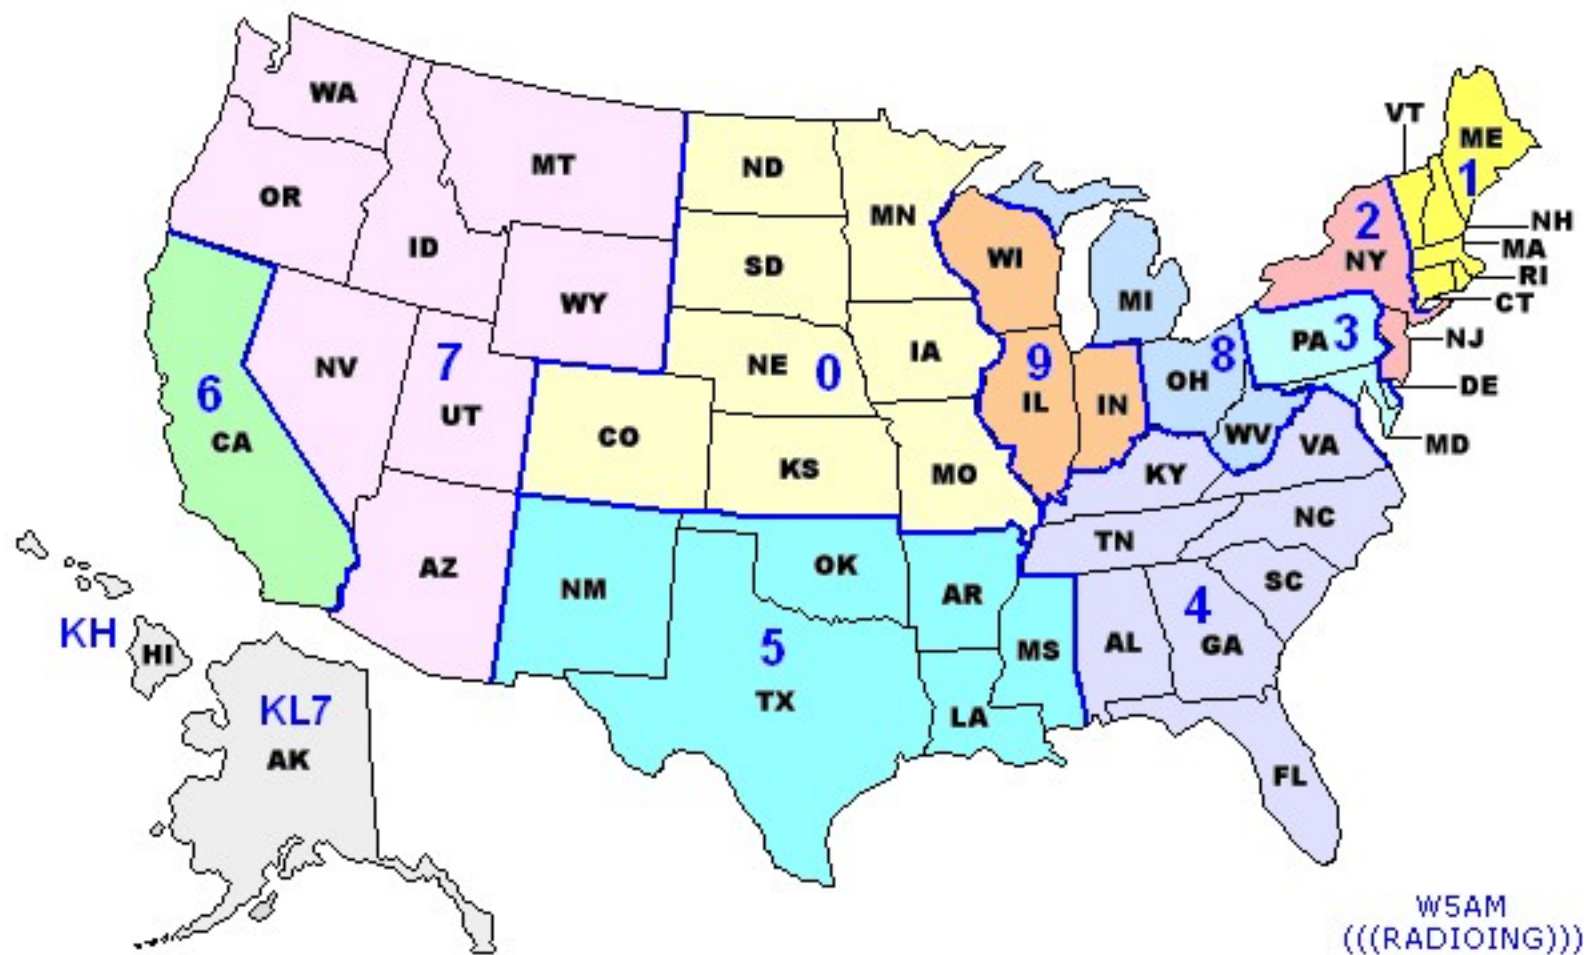 WA
MT
ND
MN
VT
ME
1
OR
ID
2
NY
NH
MA
RI
CT
SD
WI
MI
WY
NE
0
IA
9
IL
IN
8
OH
PA
3
NJ
DE
MD
NV
7
UT
6
CA
CO
KS
MO
WV
VA
KY
NC
TN
AZ
NM
OK
AR
SC
4
GA
AL
MS
5
TX
LA
FL
KH
HI
KL7
AK
W5AM
(((RADIOING)))